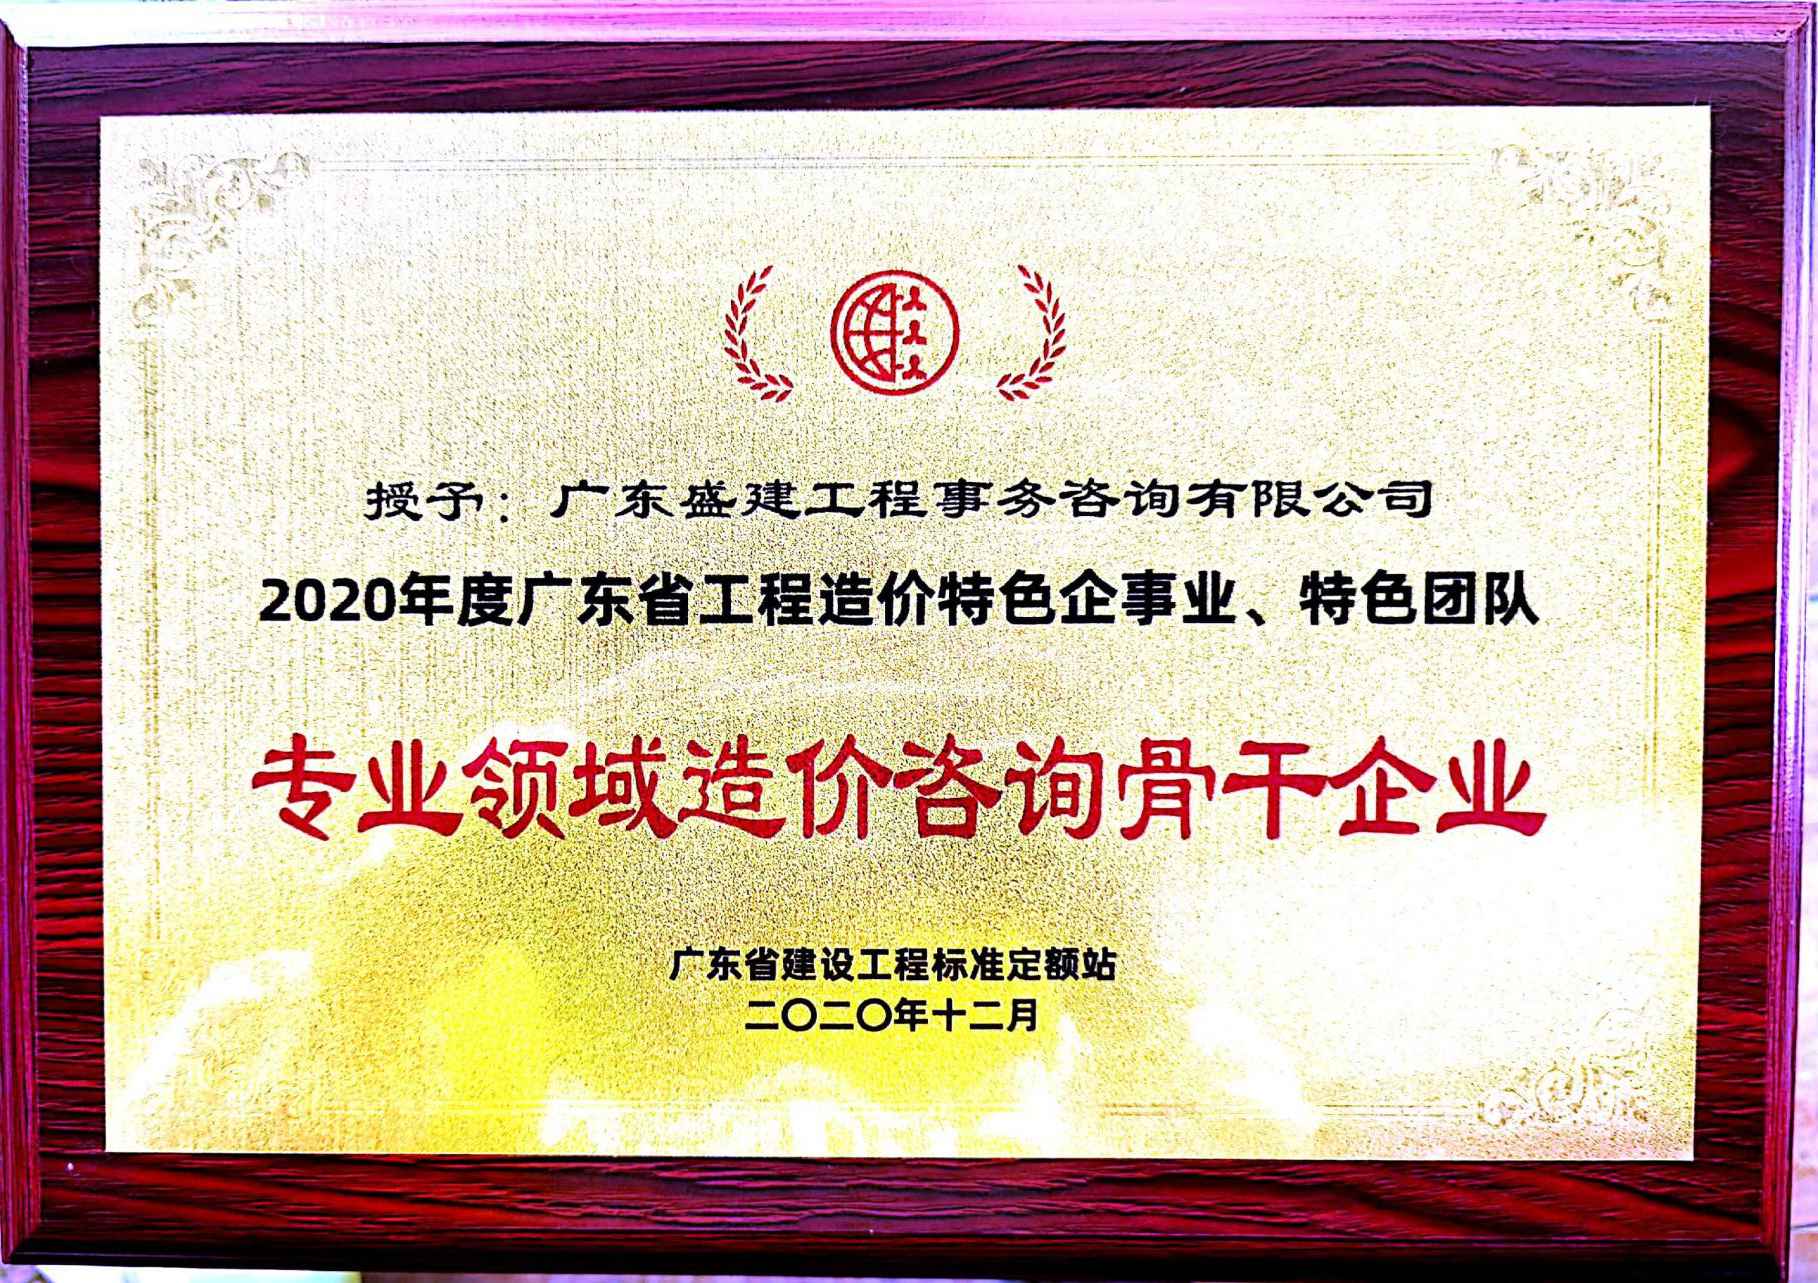 授予：广东盛建工程事务咨询有限公司
2020年度广东省工程造价特色企事业、特色团队
专业领域造价咨询骨干企业
广东省建设工程标准定额站
二〇二〇年十二月